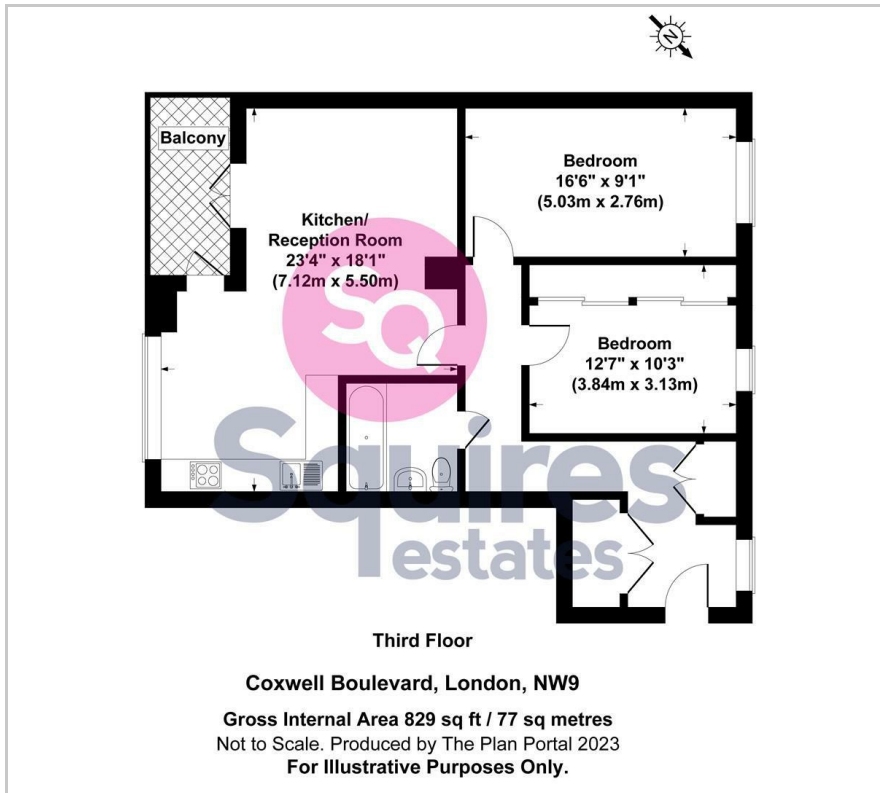 N
Balcony
Kitchen/
Reception Room
23'4" x 18'1"
(7.12m x 5.50m)
Bedroom
16'6" x 9'1"
(5.03m x 2.76m)
Bedroom
12'7" x 10'3"
(3.84m x 3.13m)
SQ
Squires
estates
Third Floor
Coxwell Boulevard, London, NW9
Gross Internal Area 829 sq ft / 77 sq metres
Not to Scale. Produced by The Plan Portal 2023
For Illustrative Purposes Only.